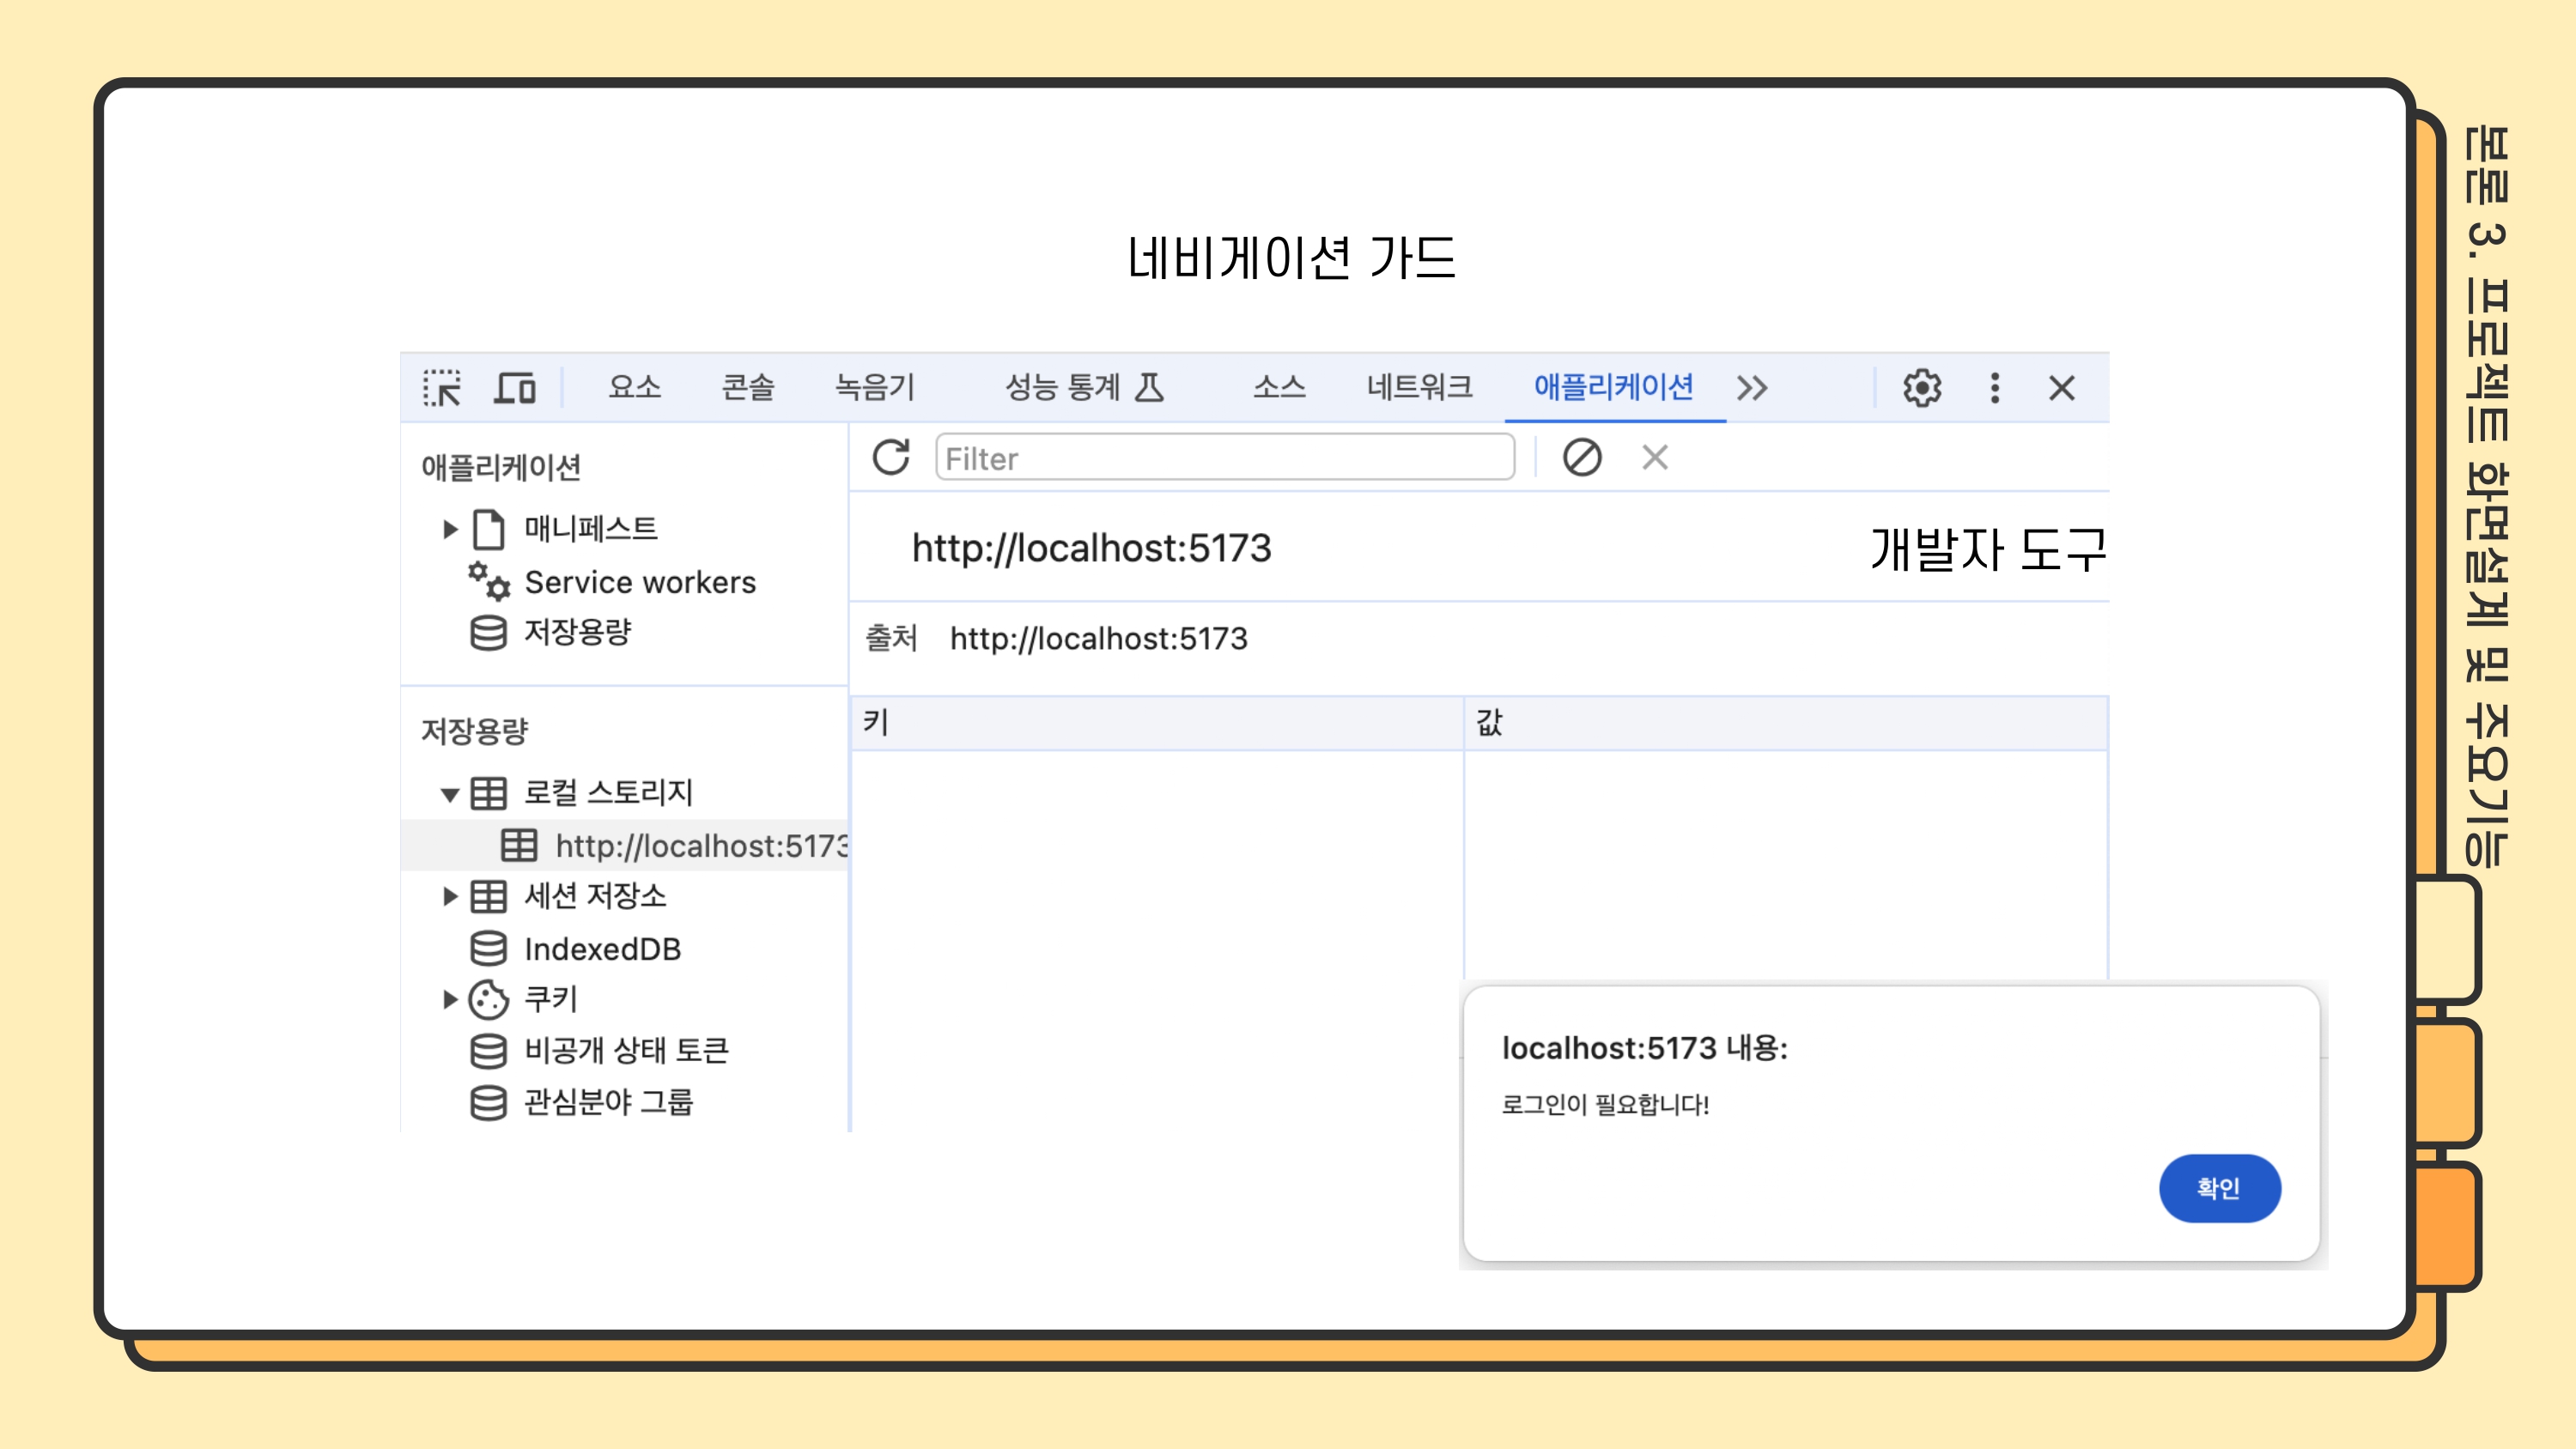 네비게이션 가드
요소 콘솔 녹음기 성능 통계 소스 네트워크 애플리케이션
애플리케이션
매니페스트
Service workers
저장용량
저장용량
로컬 스토리지
http://localhost:5173
세션 저장소
IndexedDB
쿠키
비공개 상태 토큰
관심분야 그룹
Filter
http://localhost:5173
개발자 도구
출처 http://localhost:5173
키 값
localhost:5173 내용:
로그인이 필요합니다!
확인
본론 3. 프로젝트 화면설계 및 주요기능